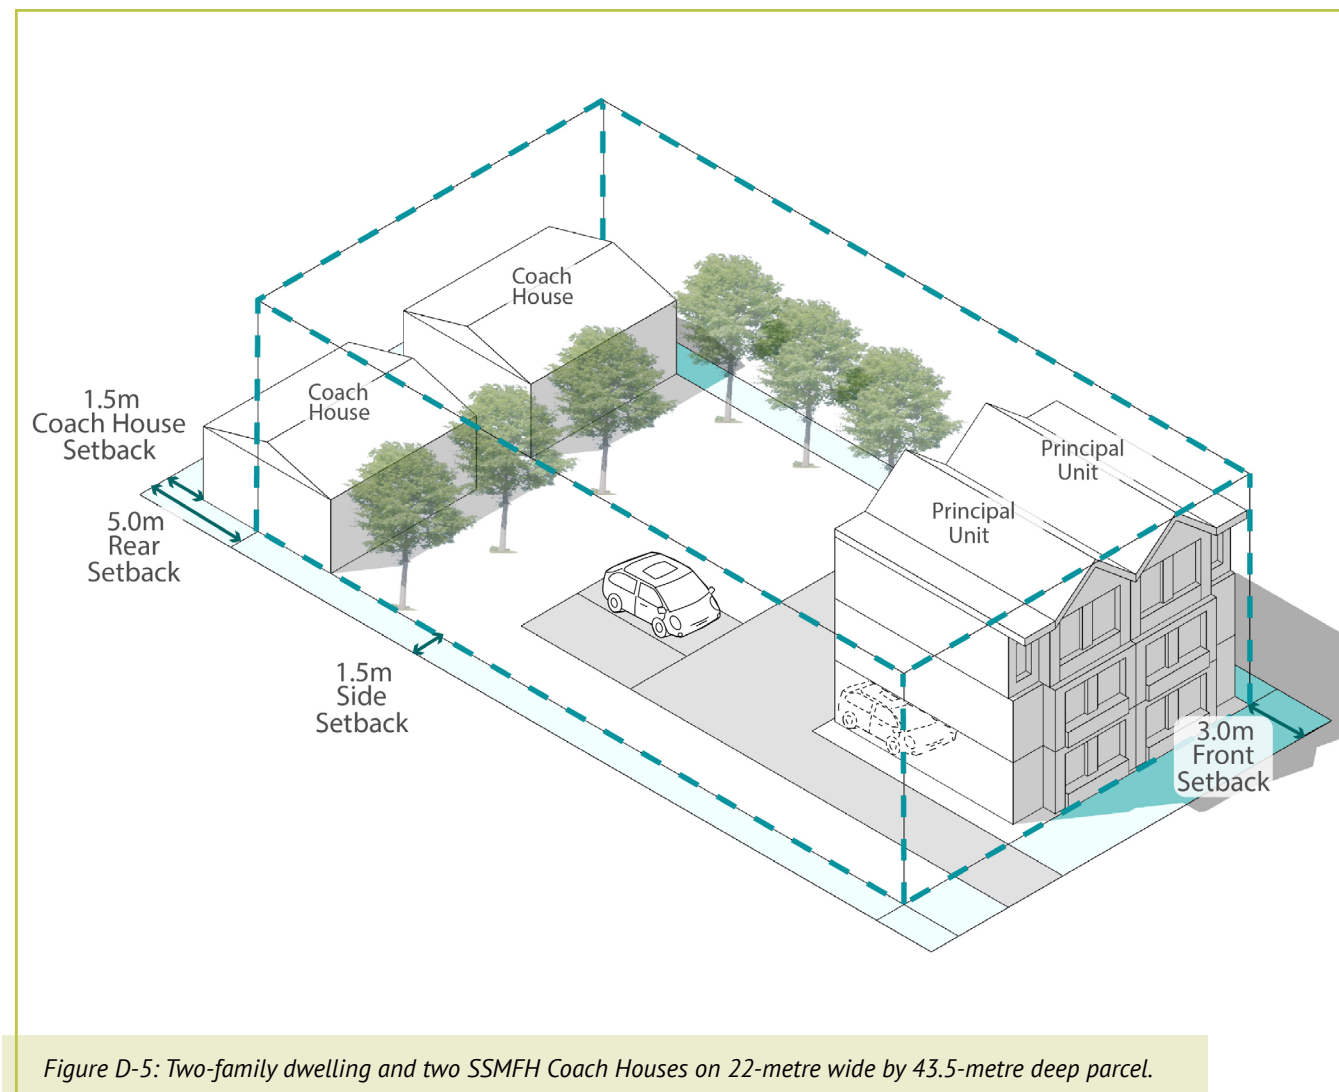 Coach
House
Coach
House
1.5m
Coach House
Setback
5.0m
Rear
Setback
1.5m
Side
Setback
Principal
Unit
Principal
Unit
3.0m
Front
Setback
Figure D-5: Two-family dwelling and two SSMFH Coach Houses on 22-metre wide by 43.5-metre deep parcel.